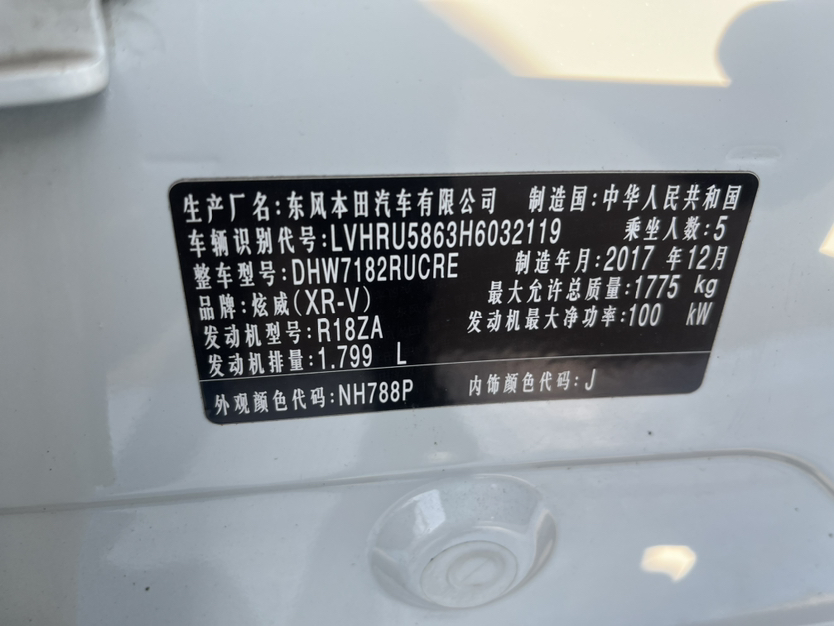 生产厂名:东风本田汽车有限公司 制造国:中华人民共和国
车辆识别代号:LVHRU5863H6032119 乘坐人数:5
整车型号:DHW7182RUCRE 制造年月:2017 年12月
品牌:炫威(XR-V) 最大允许总质量:1775 kg
发动机型号:R18ZA 发动机最大净功率:100 kW
发动机排量:1.799 L
外观颜色代码:NH788P 内饰颜色代码:J